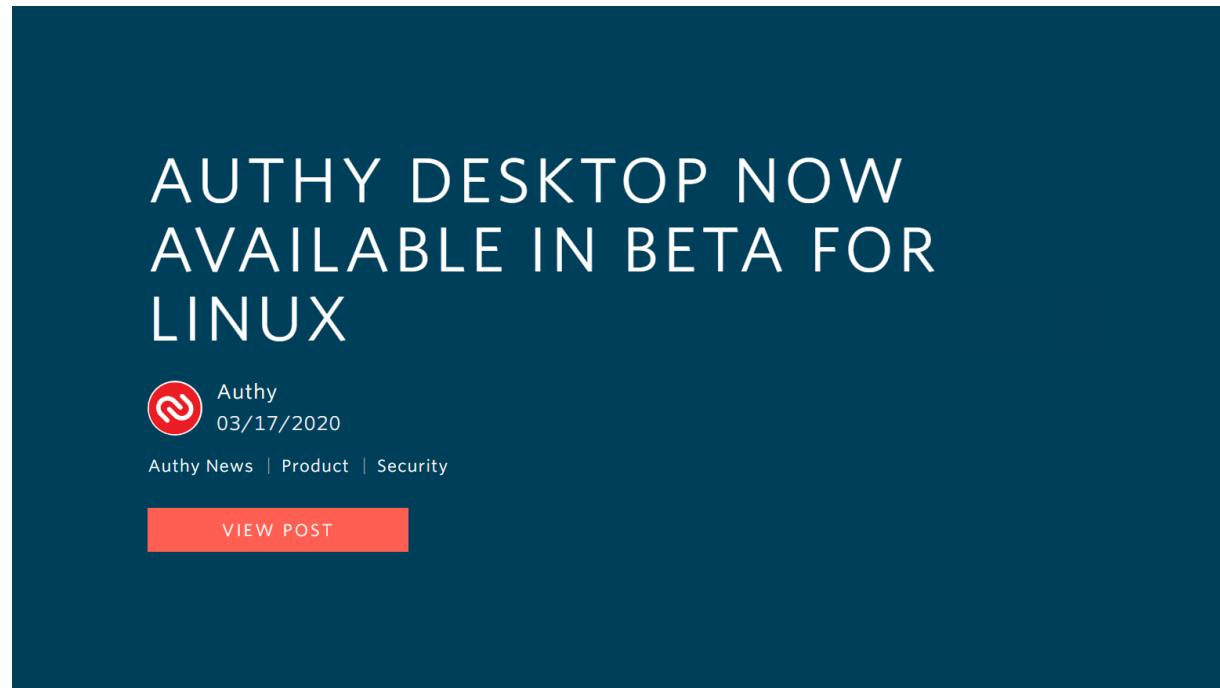 AUTHY DESKTOP NOW
AVAILABLE IN BETA FOR
LINUX
Authy
03/17/2020
Authy News | Product | Security
VIEW POST